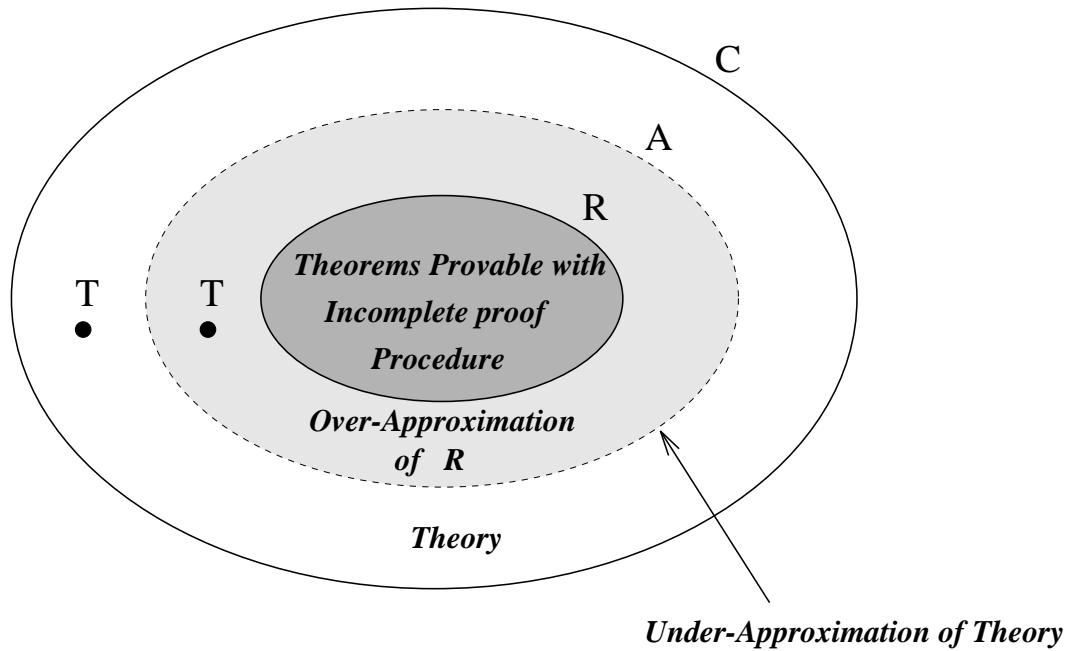 C
A
R
Theorems Provable with
Incomplete proof
Procedure
T
T
Over-Approximation
of R
Theory
Under-Approximation of Theory